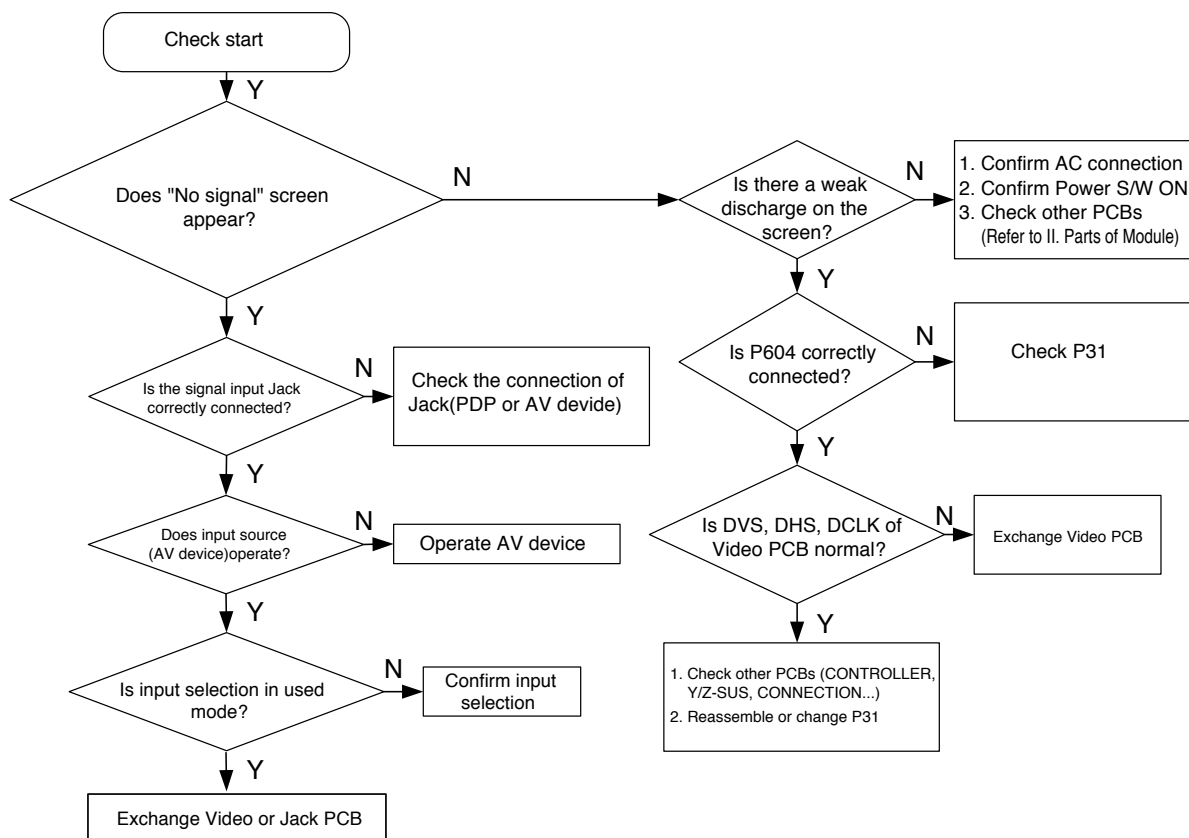 Check start
Y
Does "No signal" screen
appear?
N
Is there a weak
discharge on the
screen?
N
1. Confirm AC connection
2. Confirm Power S/W ON
3. Check other PCBs
(Refer to II. Parts of Module)
Y
Y
Is the signal input Jack
correctly connected?
N
Check the connection of
Jack(PDP or AV devide)
Is P604 correctly
connected?
N
Check P31
Y
Y
Does input source
(AV device)operate?
N
Operate AV device
Is DVS, DHS, DCLK of
Video PCB normal?
N
Exchange Video PCB
Y
Y
Is input selection in used
mode?
N
Confirm input
selection
1. Check other PCBs (CONTROLLER,
Y/Z-SUS, CONNECTION...)
2. Reassemble or change P31
Y
Exchange Video or Jack PCB